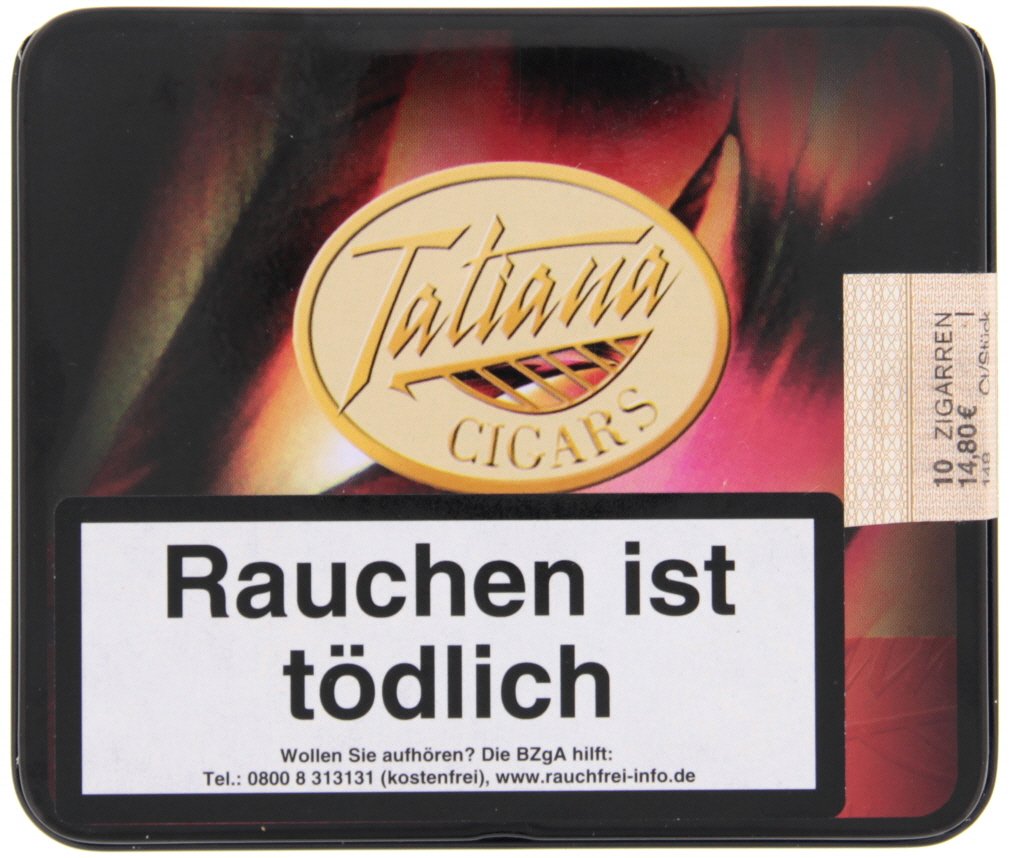 Tatiana
CIGARS
10 ZIGARREN
14,80€
Rauchen ist
tödlich
Wollen Sie aufhören? Die BZgA hilft:
Tel.: 0800 8 313131 (kostenfrei), www.rauchfrei-info.de